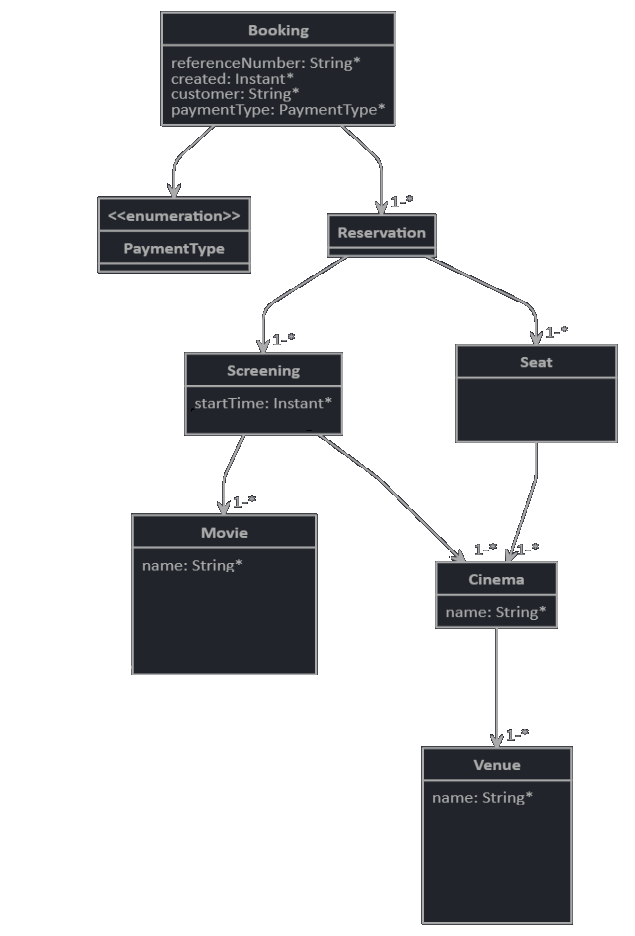 Booking
referenceNumber: String*
created: Instant*
customer: String*
paymentType: PaymentType*
<<enumeration>>
PaymentType
1-*
Reservation
1-*
Screening
startTime: Instant*
1-*
Seat
1-*
Movie
name: String*
1-*
1-*
Cinema
name: String*
1-*
Venue
name: String*